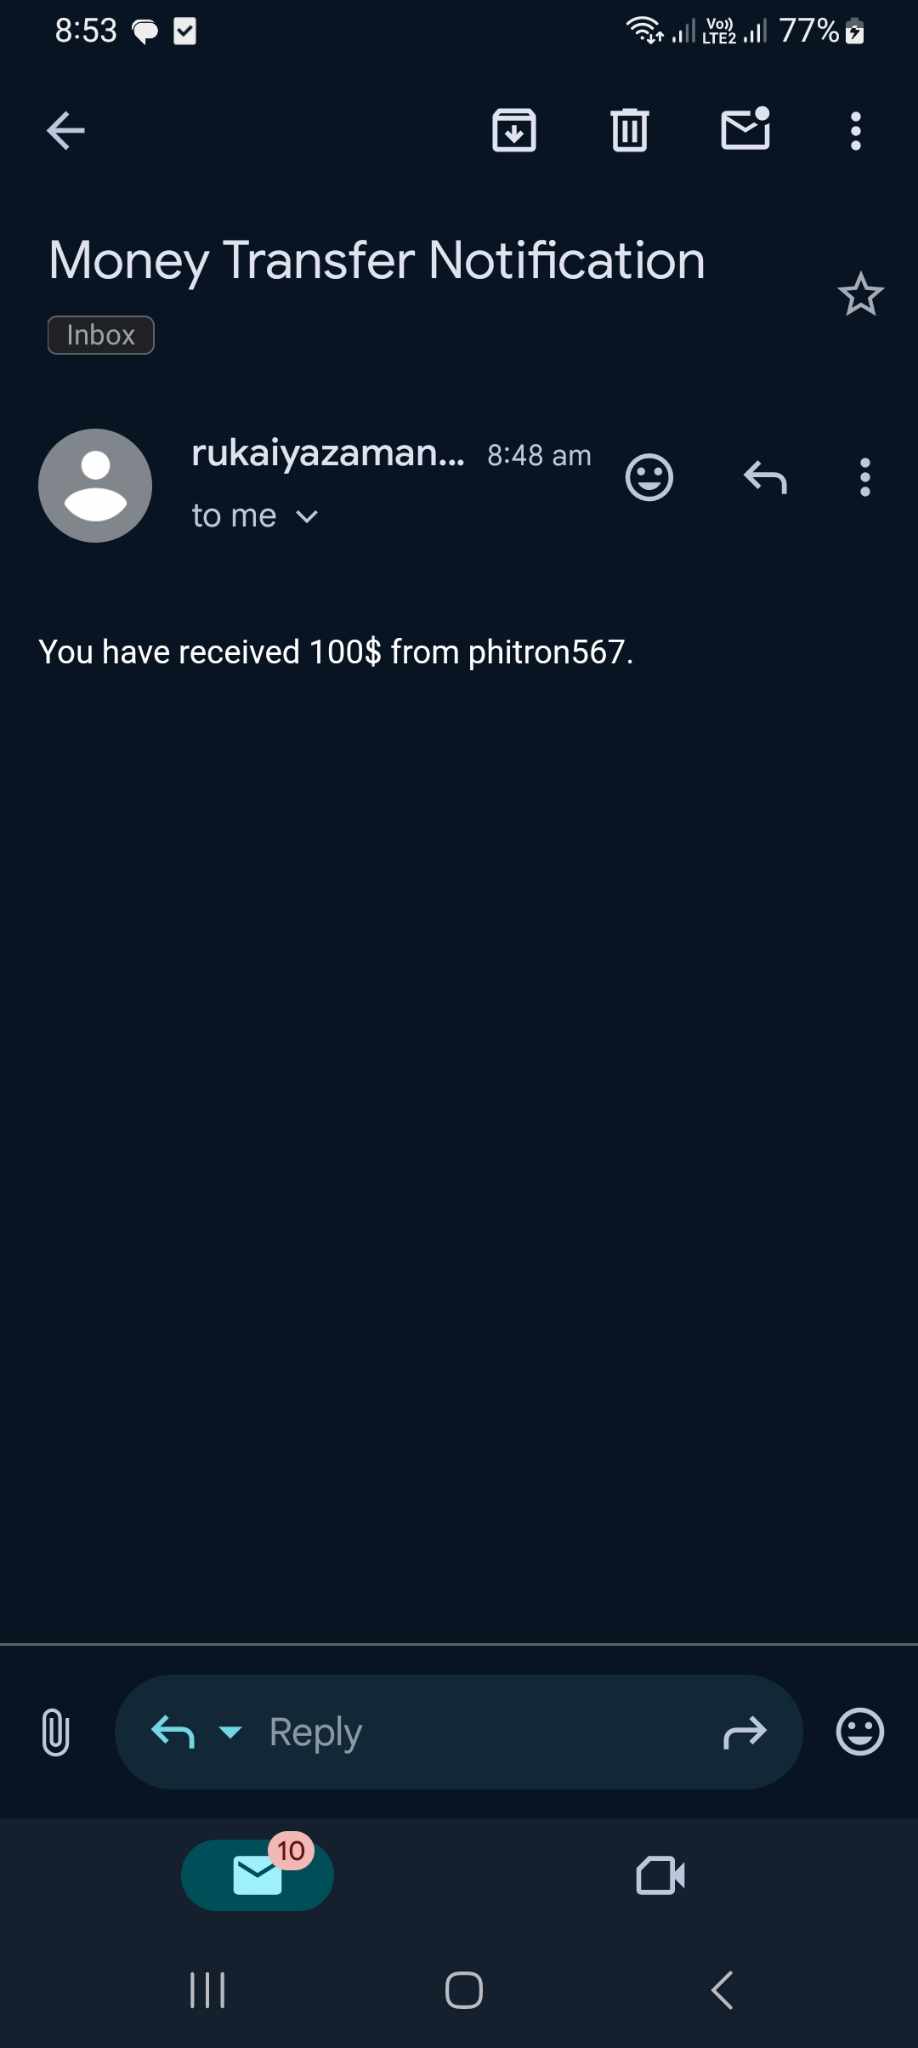 8:53 Vo)) LTE2 77%
Money Transfer Notification
Inbox
rukaiyazaman... 8:48 am
to me
You have received 100$ from phitron567.
Reply
10